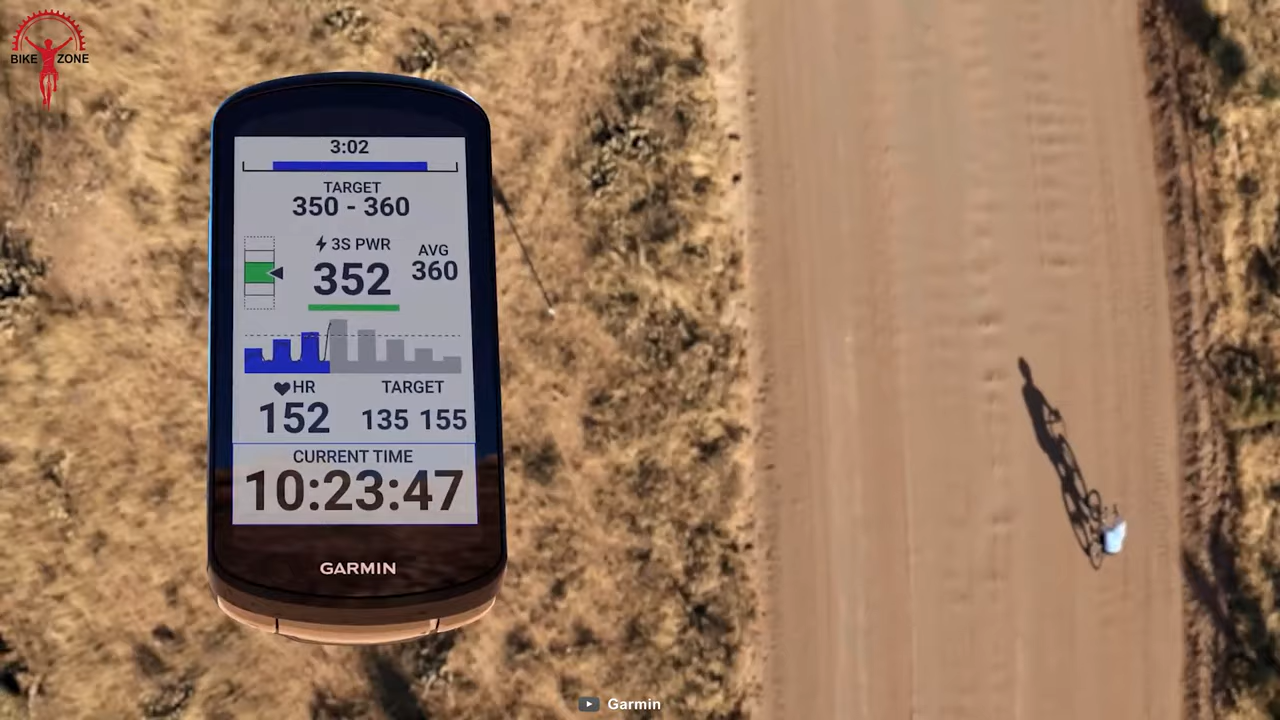 BIKE ZONE
3:02
TARGET
350 - 360
3S PWR
352
AVG
360
HR
152
TARGET
135 155
CURRENT TIME
10:23:47
GARMIN
Garmin